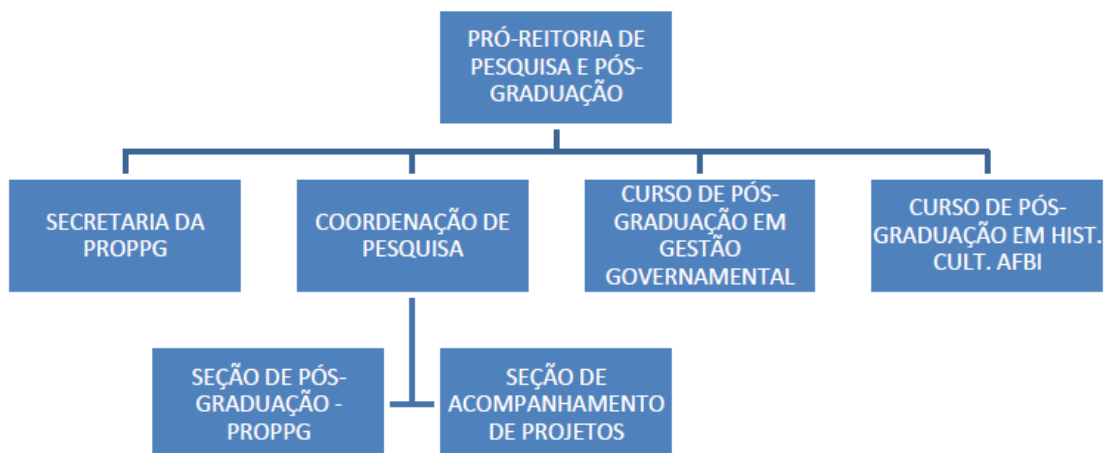 PRÓ-REITORIA DE
PESQUISA E PÓS-
GRADUAÇÃO
SECRETARIA DA
PROPPG
COORDENAÇÃO DE
PESQUISA
CURSO DE PÓS-
GRADUAÇÃO EM
GESTÃO
GOVERNAMENTAL
CURSO DE PÓS-
GRADUAÇÃO EM HIST.
CULT. AFBI
SEÇÃO DE PÓS-
GRADUAÇÃO -
PROPPG
SEÇÃO DE
ACOMPANHAMENTO
DE PROJETOS